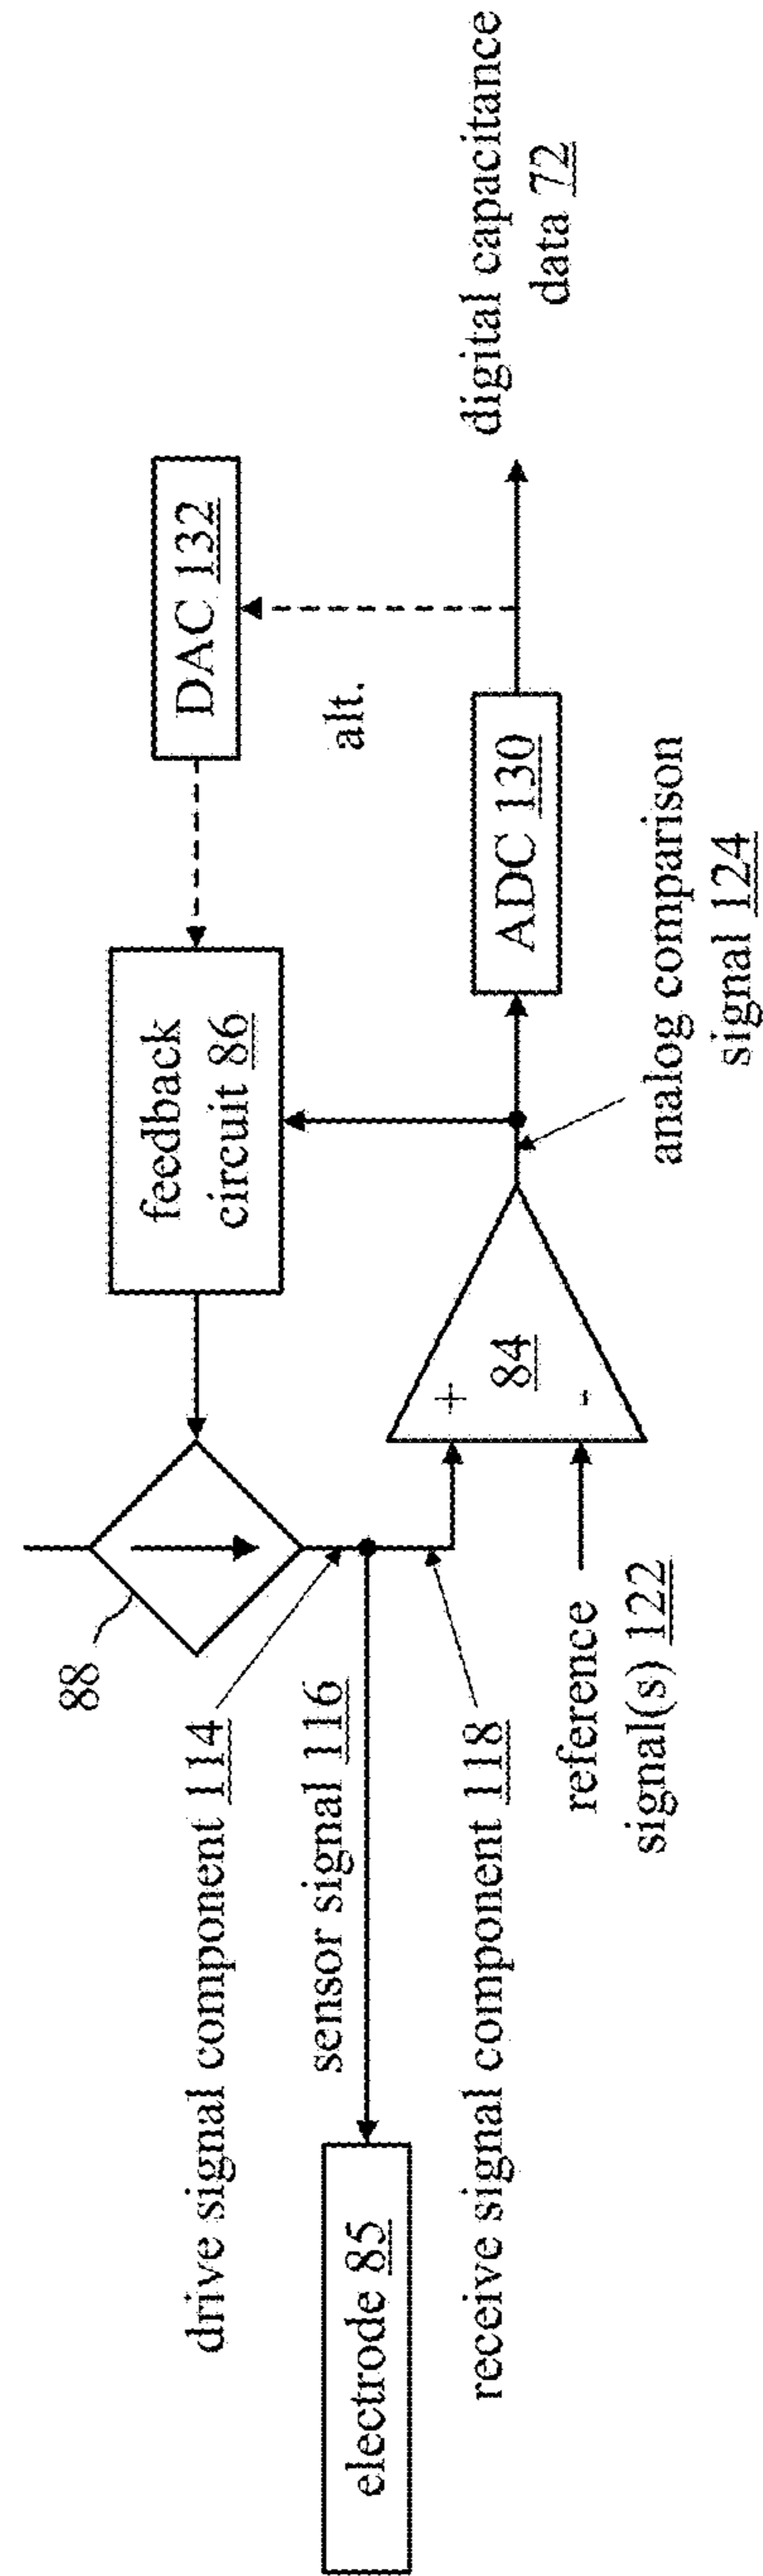 88
drive signal component 114
sensor signal 116
electrode 85
receive signal component 118
reference
signal(s) 122
feedback
circuit 86
DAC 132
alt.
+
84
-
ADC 130
analog comparison
signal 124
digital capacitance
data 72